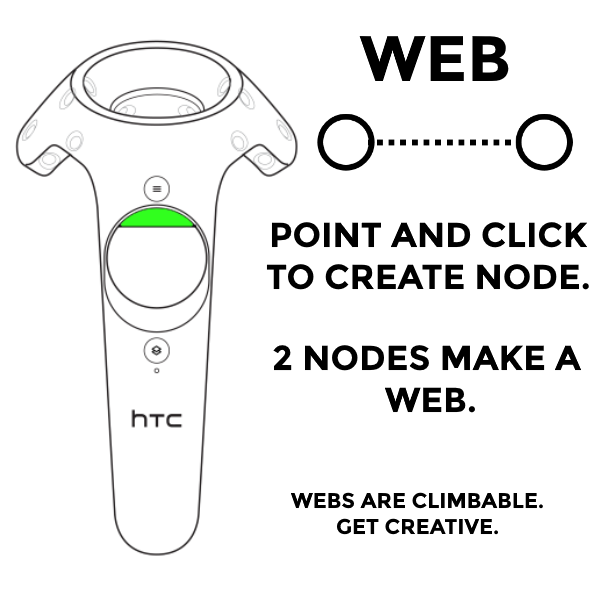 WEB
POINT AND CLICK
TO CREATE NODE.
2 NODES MAKE A
WEB.
hTC
WEBS ARE CLIMBABLE.
GET CREATIVE.